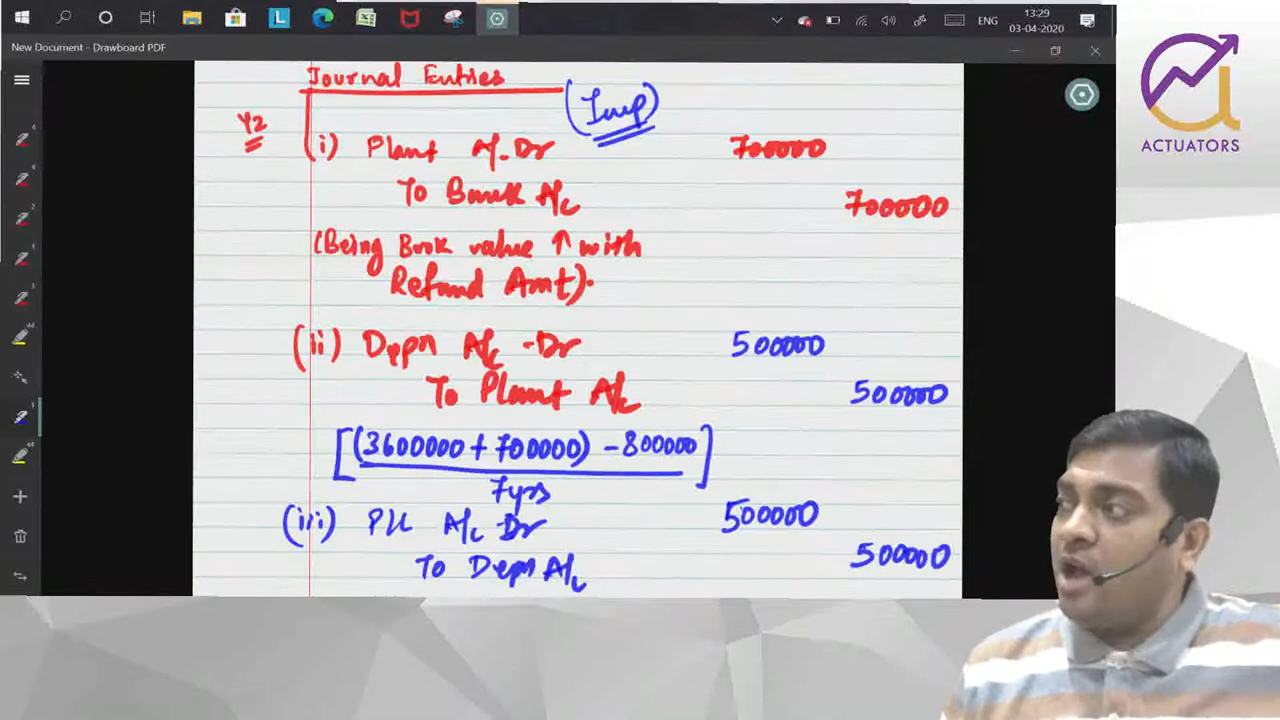 13:29
ENG
03-04-2020
New Document - Drawboard PDF
ACTUATORS
Journal Entries
(Imp)
Y2
(i) Plant A/c - Dr 700000
To Bank A/c 700000
(Being Book value ↑ with
Refund Amt).
(ii) Depn A/c - Dr 500000
To Plant A/c 500000
[(3600000 + 700000) - 800000]
7yrs
(iii) P/L A/c Dr 500000
To Depn A/c 500000